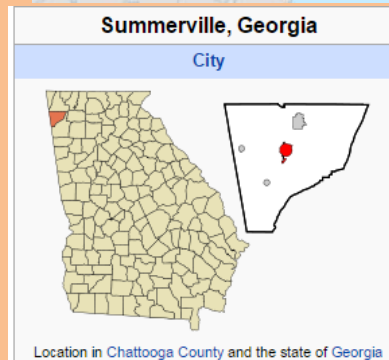 Summerville, Georgia
City
Location in Chattooga County and the state of Georgia